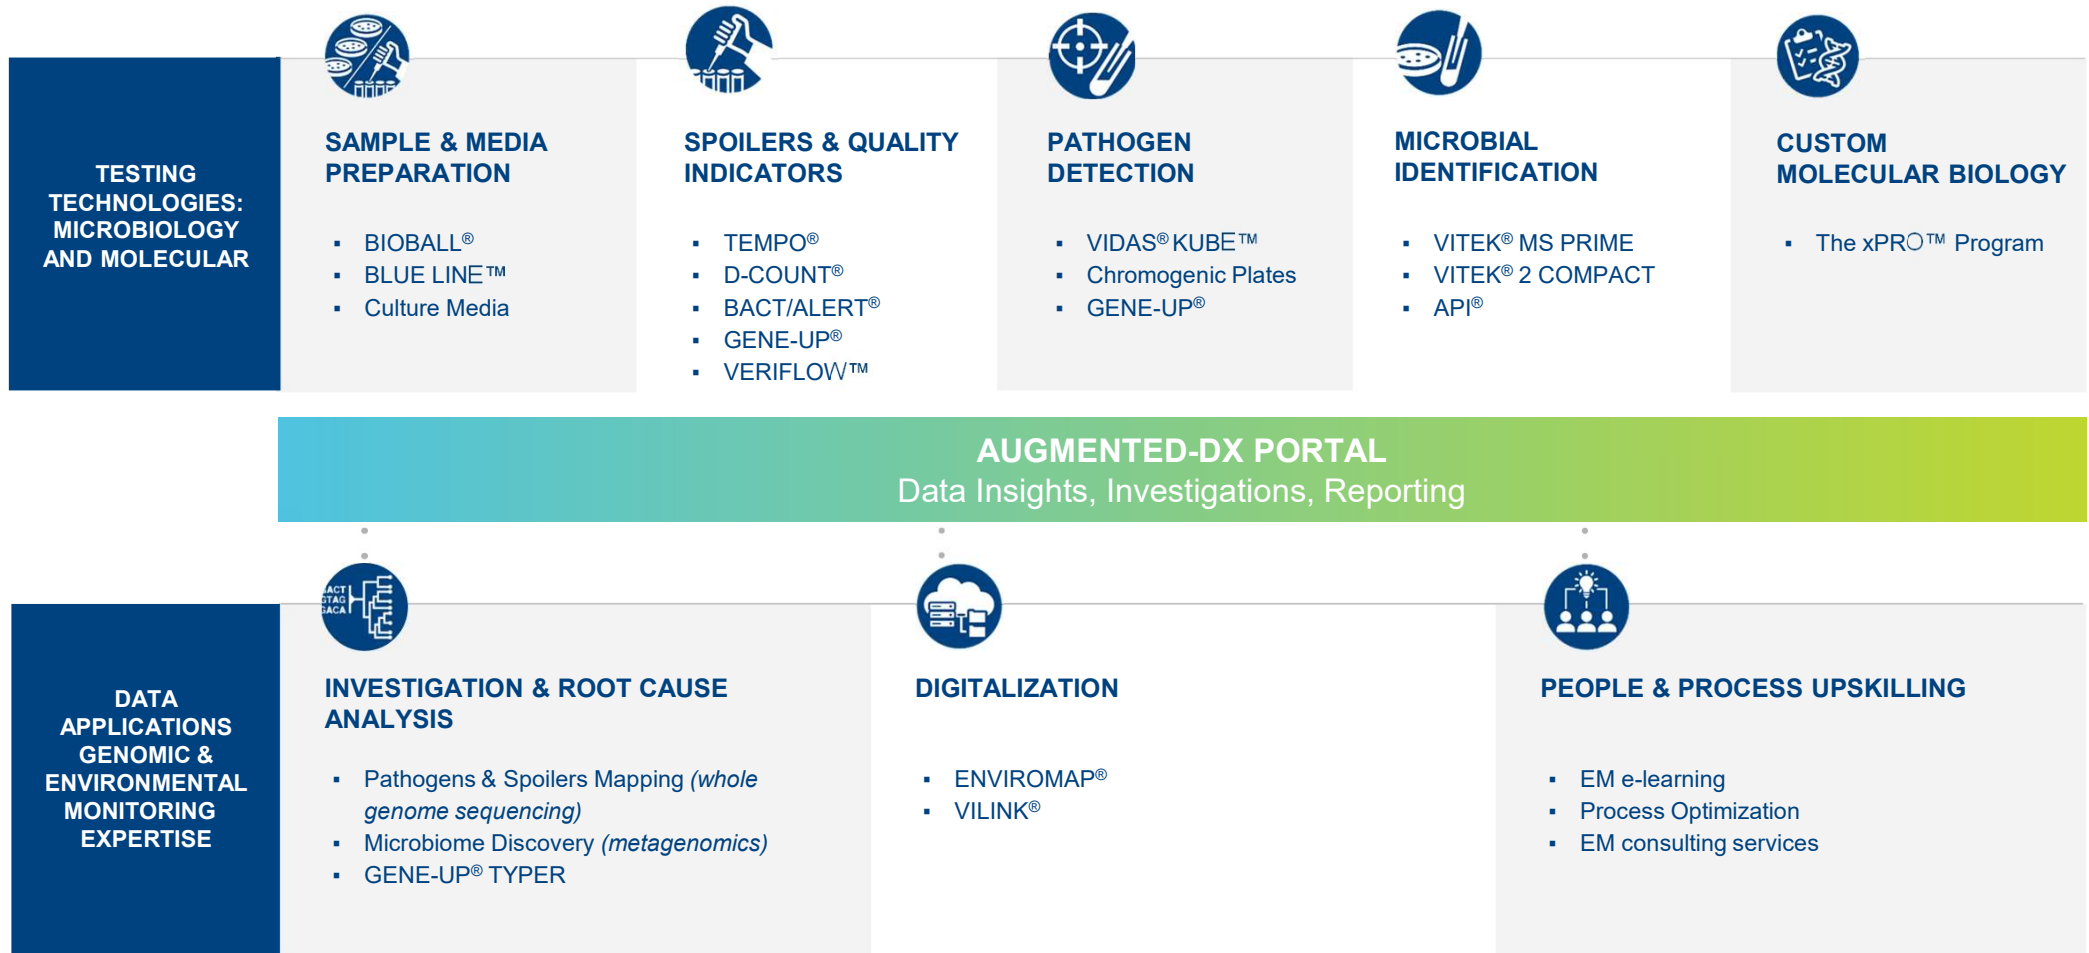 TESTING
TECHNOLOGIES:
MICROBIOLOGY
AND MOLECULAR
SAMPLE & MEDIA
PREPARATION
▪ BIOBALL®
▪ BLUE LINE™
▪ Culture Media
SPOILERS & QUALITY
INDICATORS
▪ TEMPO®
▪ D-COUNT®
▪ BACT/ALERT®
▪ GENE-UP®
▪ VERIFLOW™
PATHOGEN
DETECTION
▪ VIDAS® KUBE™
▪ Chromogenic Plates
▪ GENE-UP®
MICROBIAL
IDENTIFICATION
▪ VITEK® MS PRIME
▪ VITEK® 2 COMPACT
▪ API®
CUSTOM
MOLECULAR BIOLOGY
▪ The xPRO™ Program
AUGMENTED-DX PORTAL
Data Insights, Investigations, Reporting
DATA
APPLICATIONS
GENOMIC &
ENVIRONMENTAL
MONITORING
EXPERTISE
ACT
GTAG
GACA
INVESTIGATION & ROOT CAUSE
ANALYSIS
▪ Pathogens & Spoilers Mapping (whole
genome sequencing)
▪ Microbiome Discovery (metagenomics)
▪ GENE-UP® TYPER
DIGITALIZATION
▪ ENVIROMAP®
▪ VILINK®
PEOPLE & PROCESS UPSKILLING
▪ EM e-learning
▪ Process Optimization
▪ EM consulting services